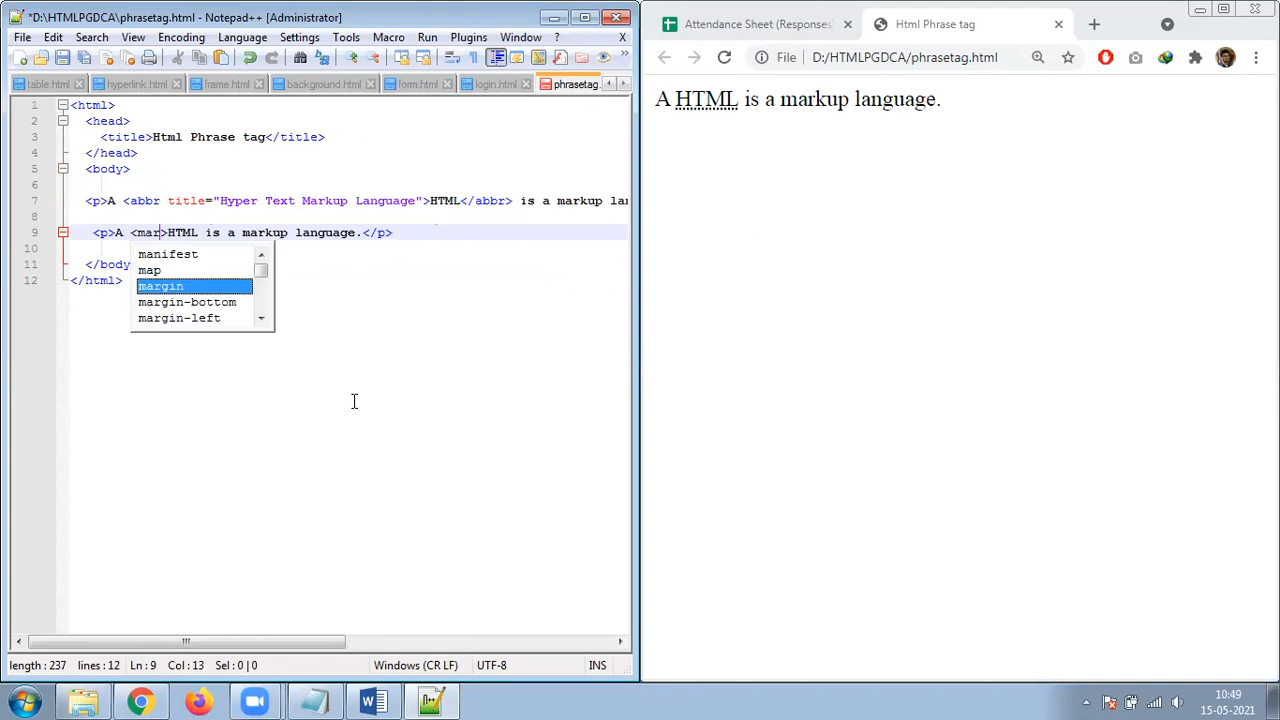 *D:\HTMLPGDCA\phrasetag.html - Notepad++ [Administrator]
File Edit Search View Encoding Language Settings Tools Macro Run Plugins Window ? X
table.html hyperlink.html frame.html background.html form.html login.html phrasetag.
1 <html>
2 <head>
3 <title>Html Phrase tag</title>
4 </head>
5 <body>
6
7 <p>A <abbr title="Hyper Text Markup Language">HTML</abbr> is a markup lan
8
9 <p>A <mar>HTML is a markup language.</p>
10
11 </body
12 </html>
manifest
map
margin
margin-bottom
margin-left
length : 237 lines : 12 Ln : 9 Col : 13 Sel : 0 | 0 Windows (CR LF) UTF-8 INS
Attendance Sheet (Responses) Html Phrase tag
File D:/HTMLPGDCA/phrasetag.html
A HTML is a markup language.
10:49
15-05-2021